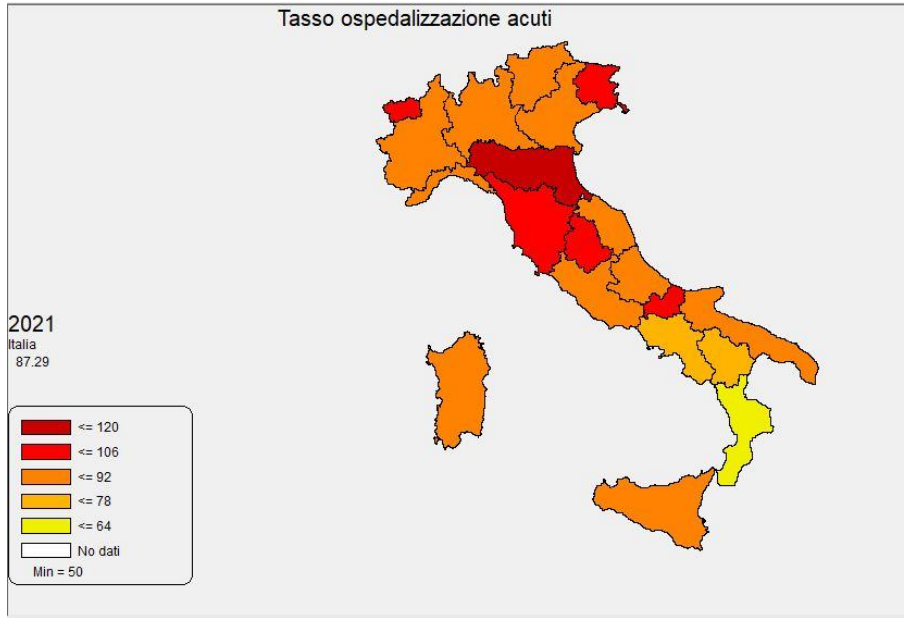 Tasso ospedalizzazione acuti
2021
Italia
87.29
<= 120
<= 106
<= 92
<= 78
<= 64
No dati
Min = 50